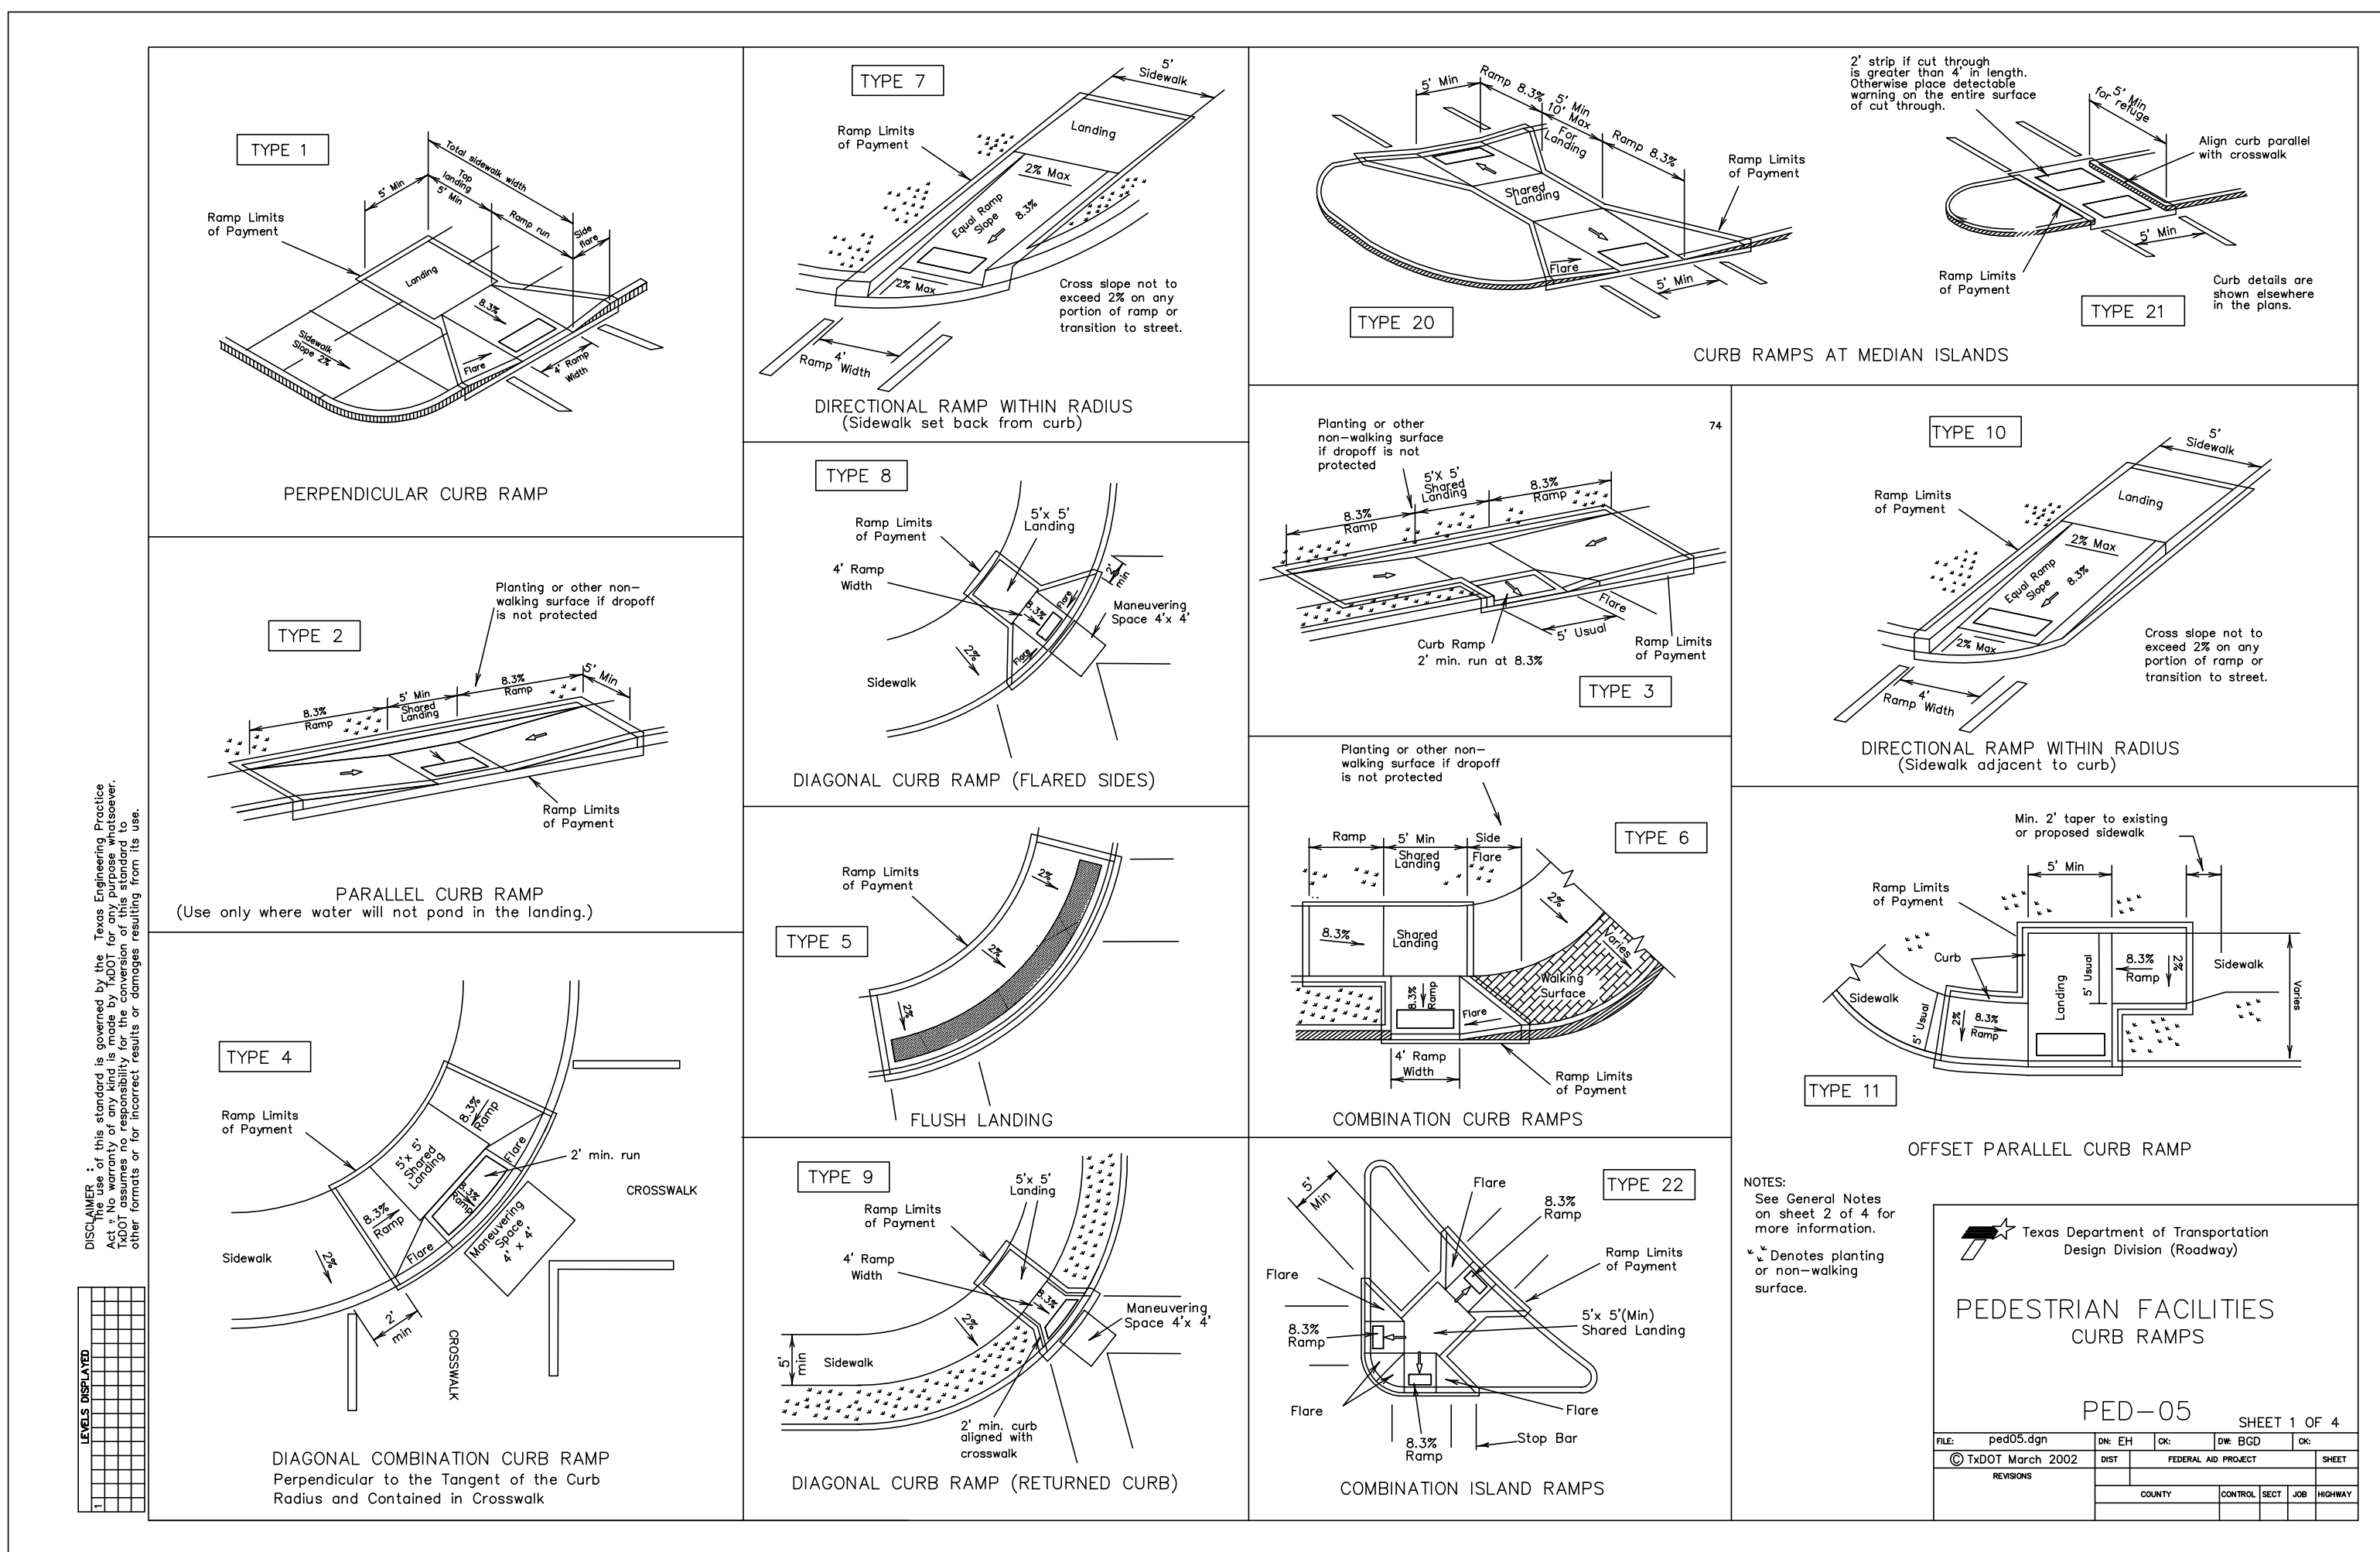 TYPE 1
Total sidewalk width
5' Min
Top
landing
5' Min
Ramp run
Side
flare
Ramp Limits
of Payment
Landing
8.3%
Sidewalk
Slope 2%
Flare
4' Ramp
Width
PERPENDICULAR CURB RAMP
TYPE 2
Planting or other non-
walking surface if dropoff
is not protected
8.3%
Ramp
5' Min
Shared
Landing
8.3%
Ramp
5' Min
Ramp Limits
of Payment
PARALLEL CURB RAMP
(Use only where water will not pond in the landing.)
TYPE 4
Ramp Limits
of Payment
8.3%
Ramp
5'x 5'
Shared
Landing
Flare
8.3%
Ramp
2' min. run
CROSSWALK
8.3%
Ramp
Maneuvering
Space
4' x 4'
Sidewalk
2%
Flare
2'
min
CROSSWALK
DIAGONAL COMBINATION CURB RAMP
Perpendicular to the Tangent of the Curb
Radius and Contained in Crosswalk
TYPE 7
5'
Sidewalk
Ramp Limits
of Payment
Landing
2% Max
Equal Ramp
Slope
8.3%
2% Max
Cross slope not to
exceed 2% on any
portion of ramp or
transition to street.
4'
Ramp Width
DIRECTIONAL RAMP WITHIN RADIUS
(Sidewalk set back from curb)
TYPE 8
5'x 5'
Landing
Ramp Limits
of Payment
4' Ramp
Width
2'
min
8.3%
Flare
Maneuvering
Space 4'x 4'
2%
Flare
Sidewalk
DIAGONAL CURB RAMP (FLARED SIDES)
TYPE 5
Ramp Limits
of Payment
2%
2%
2%
FLUSH LANDING
TYPE 9
5'x 5'
Landing
Ramp Limits
of Payment
4' Ramp
Width
8.3%
Maneuvering
Space 4'x 4'
2%
5'
min
Sidewalk
2' min. curb
aligned with
crosswalk
DIAGONAL CURB RAMP (RETURNED CURB)
TYPE 20
5' Min
Ramp 8.3%
5' Min
10' Max
For
Landing
Ramp 8.3%
Ramp Limits
of Payment
Shared
Landing
Flare
5' Min
2' strip if cut through
is greater than 4' in length.
Otherwise place detectable
warning on the entire surface
of cut through.
5' Min
for refuge
Align curb parallel
with crosswalk
5' Min
Ramp Limits
of Payment
Curb details are
shown elsewhere
in the plans.
TYPE 21
CURB RAMPS AT MEDIAN ISLANDS
Planting or other
non-walking surface
if dropoff is not
protected
74
8.3%
Ramp
5'X 5'
Shared
Landing
8.3%
Ramp
Flare
5' Usual
Curb Ramp
2' min. run at 8.3%
Ramp Limits
of Payment
TYPE 3
TYPE 10
5'
Sidewalk
Ramp Limits
of Payment
Landing
2% Max
Equal Ramp
Slope
8.3%
2% Max
Cross slope not to
exceed 2% on any
portion of ramp or
transition to street.
4'
Ramp Width
DIRECTIONAL RAMP WITHIN RADIUS
(Sidewalk adjacent to curb)
Planting or other non-
walking surface if dropoff
is not protected
TYPE 6
Ramp
5' Min
Shared
Landing
Side
Flare
2%
8.3%
Shared
Landing
Varies
Walking
Surface
8.3%
Ramp
Flare
4' Ramp
Width
Ramp Limits
of Payment
COMBINATION CURB RAMPS
Min. 2' taper to existing
or proposed sidewalk
5' Min
Ramp Limits
of Payment
Curb
8.3%
Ramp
2%
Sidewalk
5' Usual
Landing
Varies
Sidewalk
5' Usual
2%
8.3%
Ramp
TYPE 11
OFFSET PARALLEL CURB RAMP
TYPE 22
5'
Min
Flare
8.3%
Ramp
Ramp Limits
of Payment
Flare
5'x 5'(Min)
Shared Landing
8.3%
Ramp
Flare
Flare
8.3%
Ramp
Stop Bar
COMBINATION ISLAND RAMPS
NOTES:
See General Notes
on sheet 2 of 4 for
more information.
Denotes planting
or non-walking
surface.
Texas Department of Transportation
Design Division (Roadway)
PEDESTRIAN FACILITIES
CURB RAMPS
PED-05
SHEET 1 OF 4
FILE: ped05.dgn
DN: EH
CK:
DW: BGD
CK:
© TxDOT March 2002
DIST
FEDERAL AID PROJECT
SHEET
REVISIONS
COUNTY
CONTROL
SECT
JOB
HIGHWAY
DISCLAIMER :
The use of this standard is governed by the Texas Engineering Practice
Act." No warranty of any kind is made by TxDOT for any purpose whatsoever.
TxDOT assumes no responsibility for the conversion of this standard to
other formats or for incorrect results or damages resulting from its use.
LEVELS DISPLAYED
1